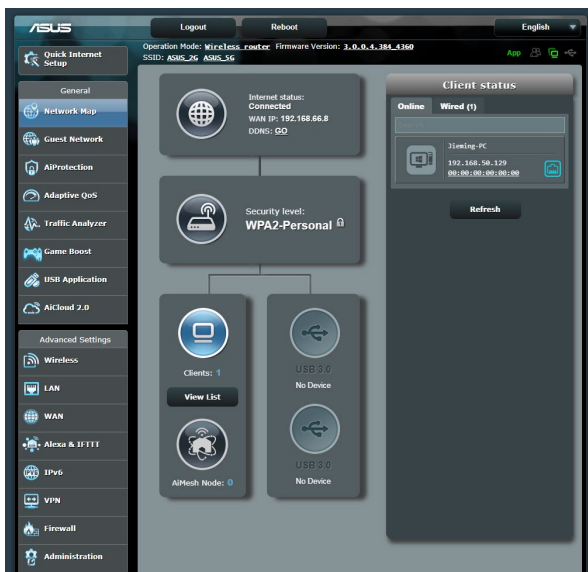 ASUS
Logout
Reboot
English
Quick Internet
Setup
Operation Mode: Wireless router Firmware Version: 3.0.0.4.384_4360
SSID: ASUS_2G ASUS_5G
App
General
Network Map
Guest Network
AiProtection
Adaptive QoS
Traffic Analyzer
Game Boost
USB Application
AiCloud 2.0
Advanced Settings
Wireless
LAN
WAN
Alexa & IFTTT
IPv6
VPN
Firewall
Administration
Internet status:
Connected
WAN IP: 192.168.66.8
DDNS: GO
Security level:
WPA2-Personal
Clients: 1
View List
AiMesh Node: 0
USB 3.0
No Device
USB 3.0
No Device
Client status
Online
Wired (1)
Jieming-PC
192.168.50.129
00:00:00:00:00:00
Refresh